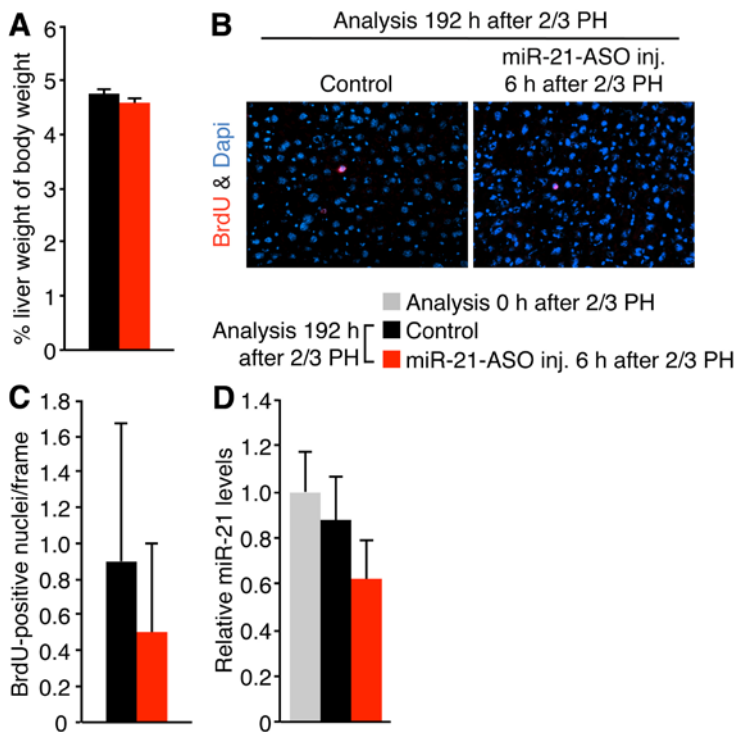 A
% liver weight of body weight
6
5
4
3
2
1
0
B
Analysis 192 h after 2/3 PH
Control
miR-21-ASO inj.
6 h after 2/3 PH
BrdU & Dapi
Analysis 0 h after 2/3 PH
Analysis 192 h
after 2/3 PH
Control
miR-21-ASO inj. 6 h after 2/3 PH
C
BrdU-positive nuclei/frame
1.8
1.6
1.4
1.2
1.0
0.8
0.6
0.4
0.2
0
D
Relative miR-21 levels
1.4
1.2
1.0
0.8
0.6
0.4
0.2
0